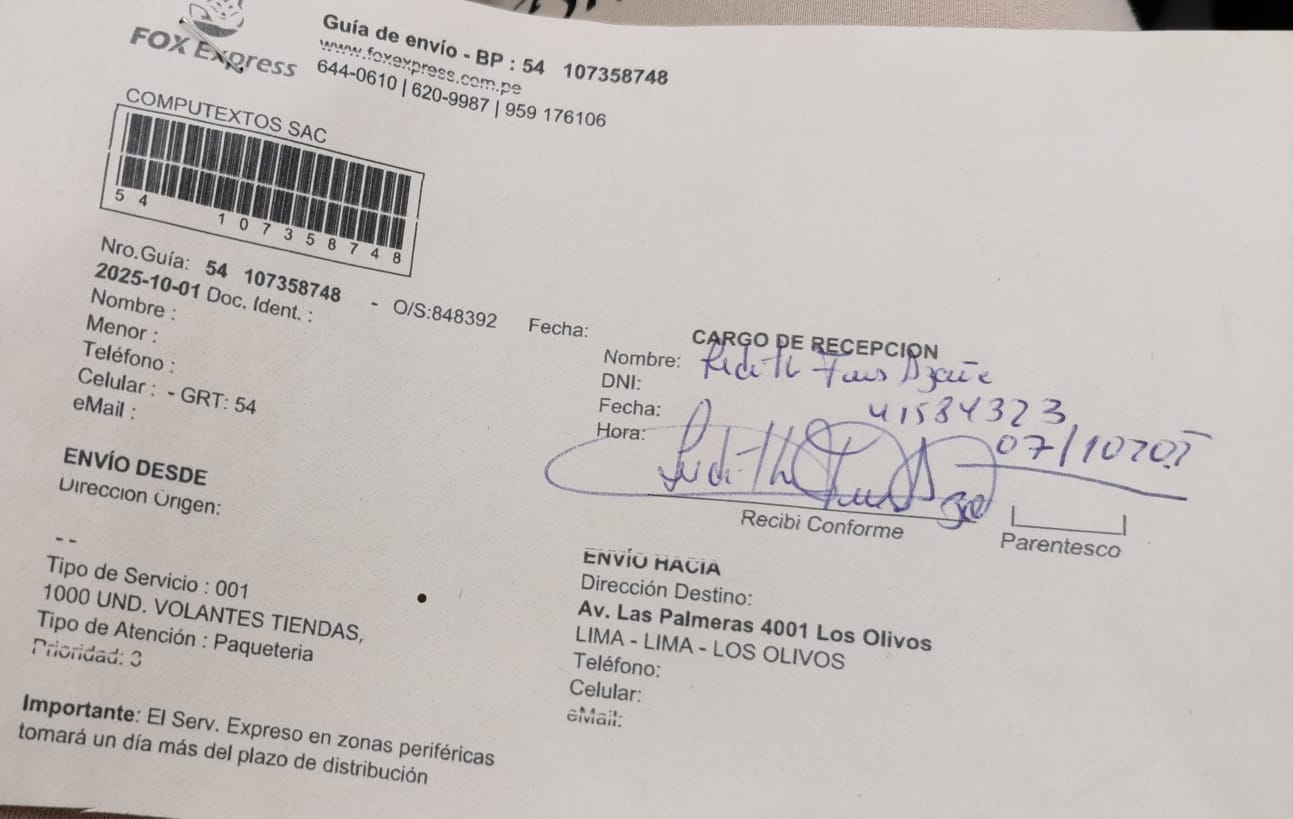 FOX Express
Guía de envío - BP : 54 107358748
www.foxexpress.com.pe
644-0610 | 620-9987 | 959 176106
COMPUTEXTOS SAC
54 107358748
Nro.Guía: 54 107358748 - O/S:848392 Fecha:
2025-10-01 Doc. Ident. :
Nombre :
Menor :
Teléfono :
Celular : - GRT: 54
eMail :
CARGO DE RECEPCION
Nombre:
DNI: 41584323
Fecha: 07/10
Hora:
Judith
Recibi Conforme
Parentesco
ENVÍO DESDE
Dirección Origen:
- -
Tipo de Servicio : 001
1000 UND. VOLANTES TIENDAS,
Tipo de Atención : Paqueteria
Prioridad: 3
ENVÍO HACIA
Dirección Destino:
Av. Las Palmeras 4001 Los Olivos
LIMA - LIMA - LOS OLIVOS
Teléfono:
Celular:
eMail:
Importante: El Serv. Expreso en zonas periféricas
tomará un día más del plazo de distribución